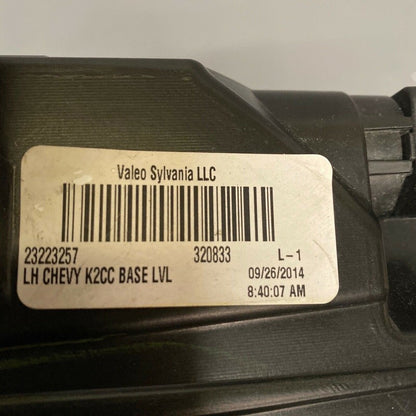 Valeo Sylvania LLC
23223257 320833 L-1
LH CHEVY K2CC BASE LVL 09/26/2014
8:40:07 AM